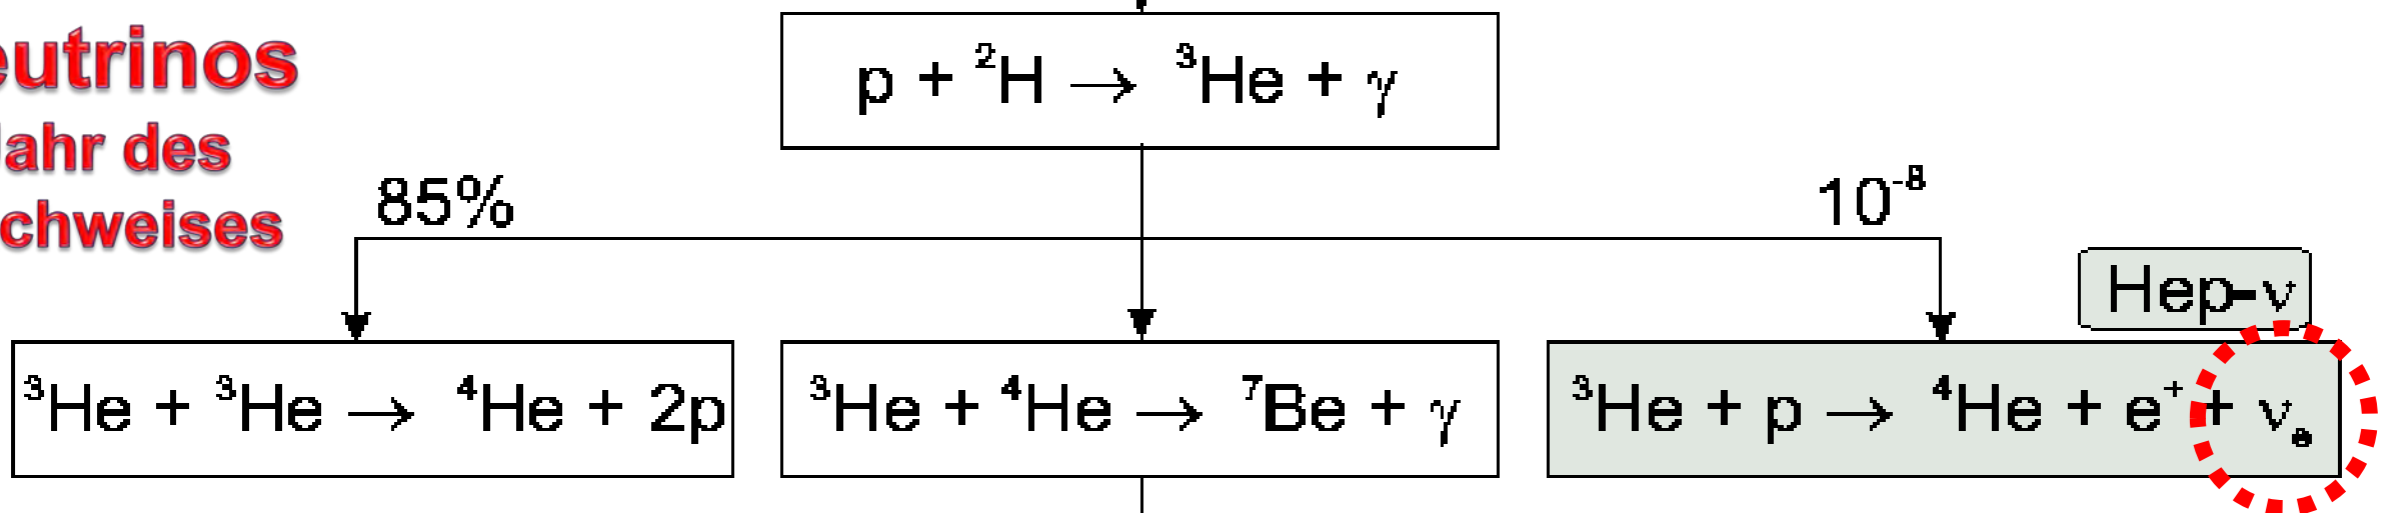 eutrinos
p + ²H → ³He + γ
ahr des
chweises
85%
10⁻⁸
Hep-ν
³He + ³He → ⁴He + 2p
³He + ⁴He → ⁷Be + γ
³He + p → ⁴He + e⁺ + νₑ